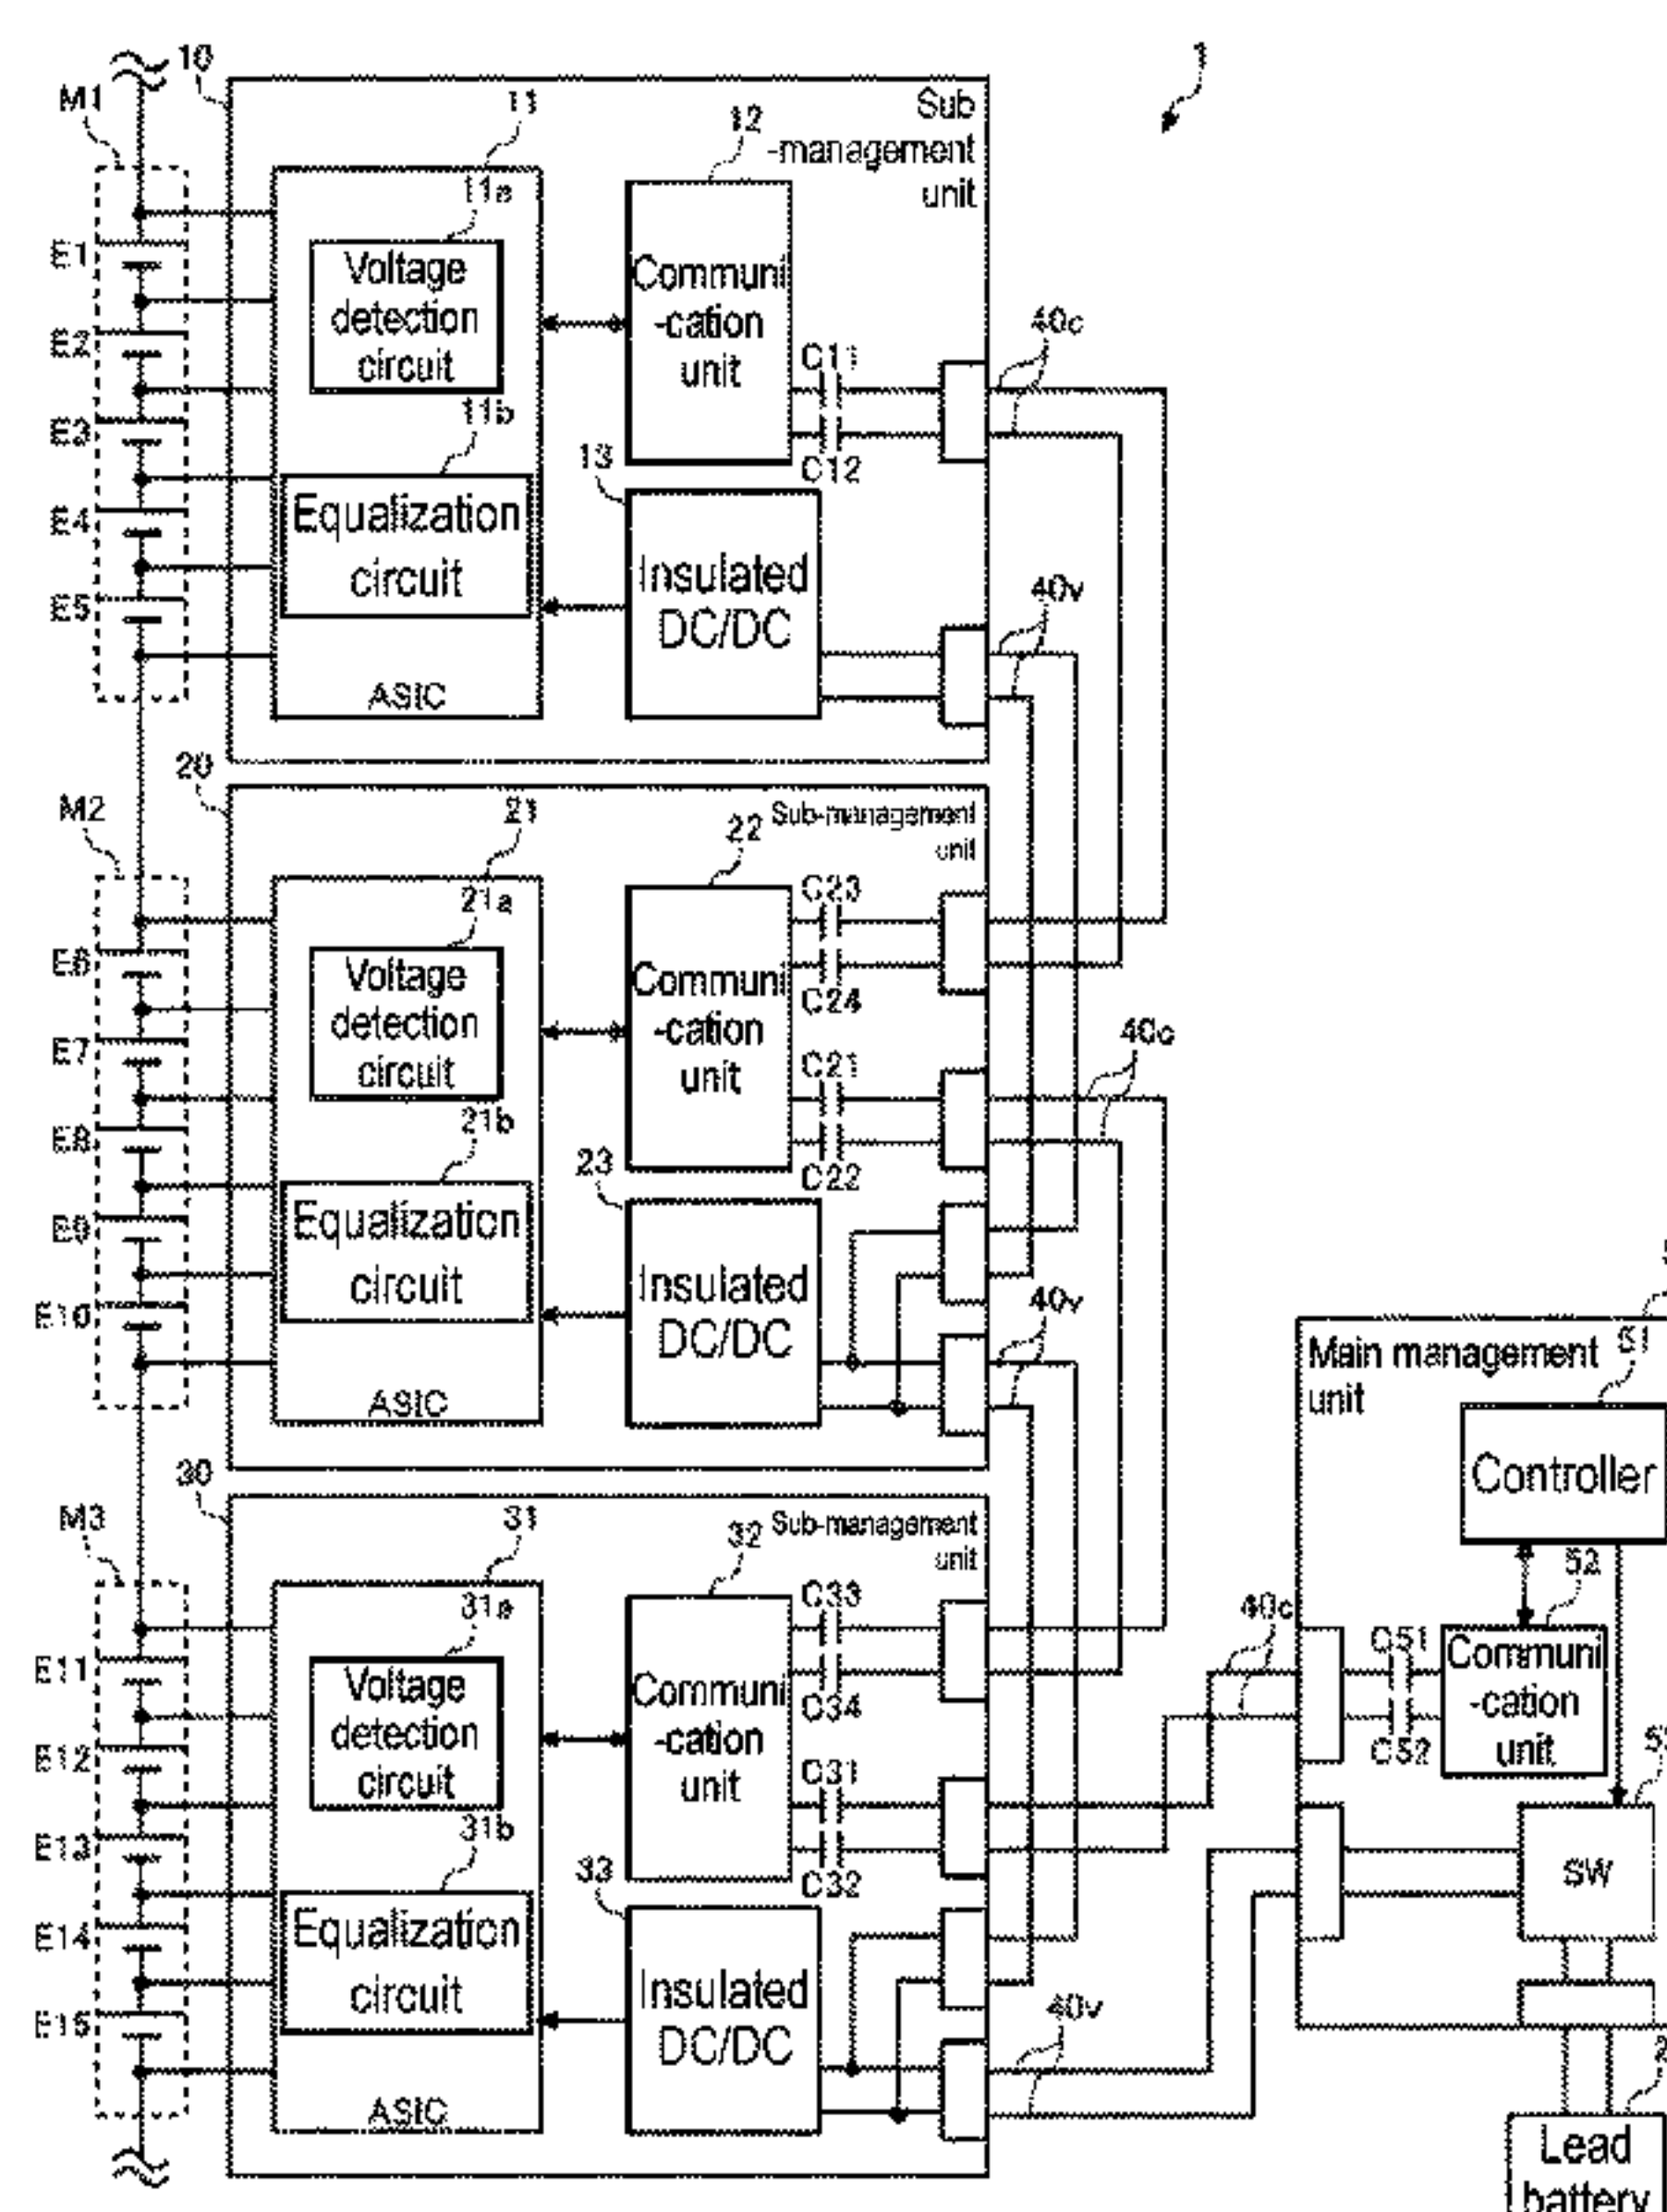 1
10
M1
11
12
Sub
-management
unit
11a
E1
Voltage
detection
circuit
Communi
-cation
unit
E2
40c
C11
E3
11b
C12
13
E4
Equalization
circuit
Insulated
DC/DC
40v
E5
ASIC
20
M2
21
22
Sub-management
unit
21a
C23
E6
Voltage
detection
circuit
Communi
-cation
unit
C24
40c
E7
C21
E8
21b
C22
23
E9
Equalization
circuit
Insulated
DC/DC
40v
E10
ASIC
Main management
unit
51
Controller
30
M3
31
32
Sub-management
unit
52
31a
C33
40c
E11
Voltage
detection
circuit
Communi
-cation
unit
C34
C51
Communi
-cation
unit
C52
E12
C31
E13
31b
C32
33
SW
E14
Equalization
circuit
Insulated
DC/DC
40v
E15
ASIC
Lead
battery